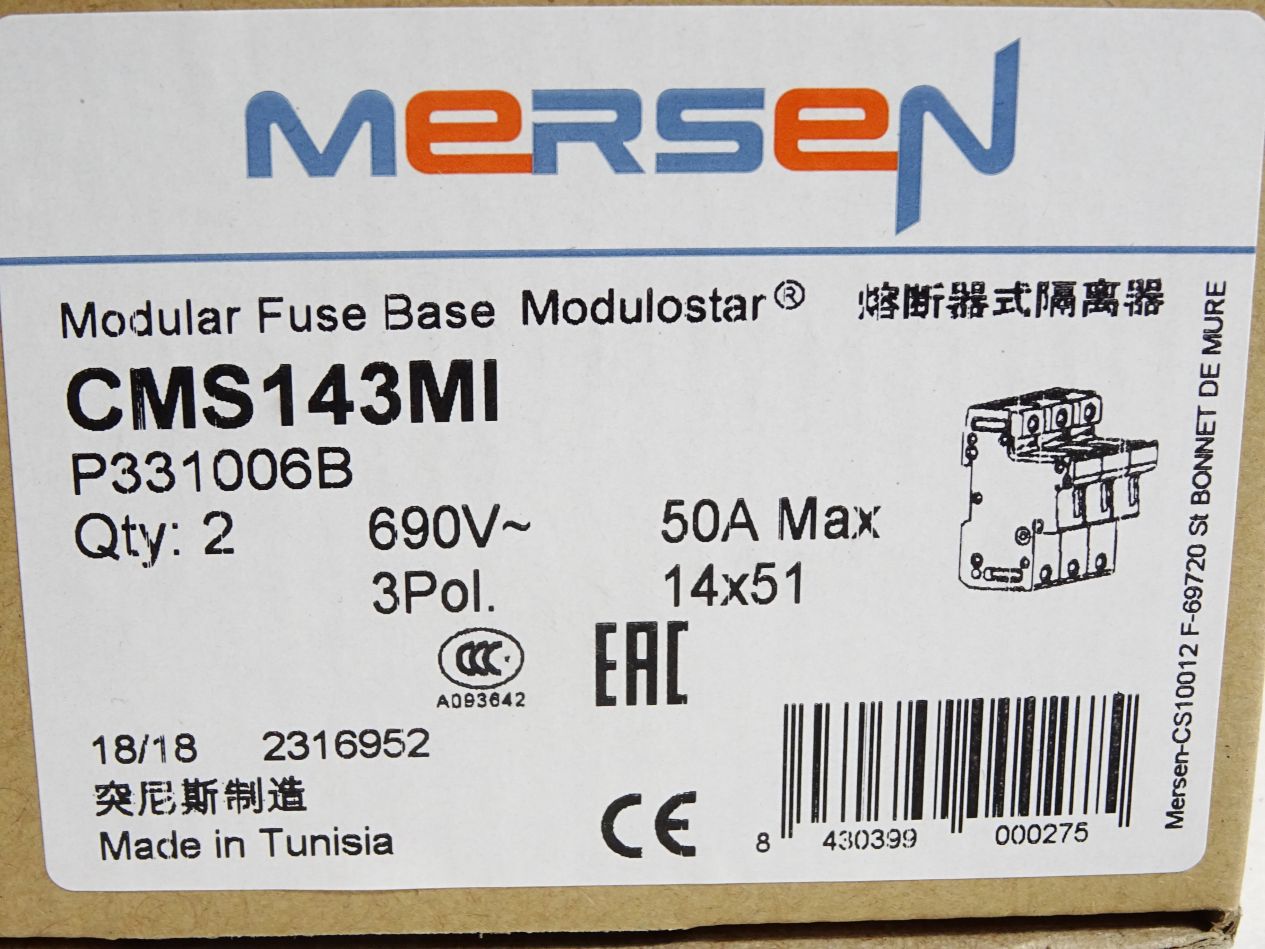 MERSEN
Modular Fuse Base Modulostar® 熔断器式隔离器
CMS143MI
P331006B
Qty: 2 690V~ 50A Max
3Pol. 14x51
CCC
A093642
EAC
18/18 2316952
突尼斯制造
Made in Tunisia
CE
8 430399 000275
Mersen-CS10012 F-69720 St BONNET DE MURE